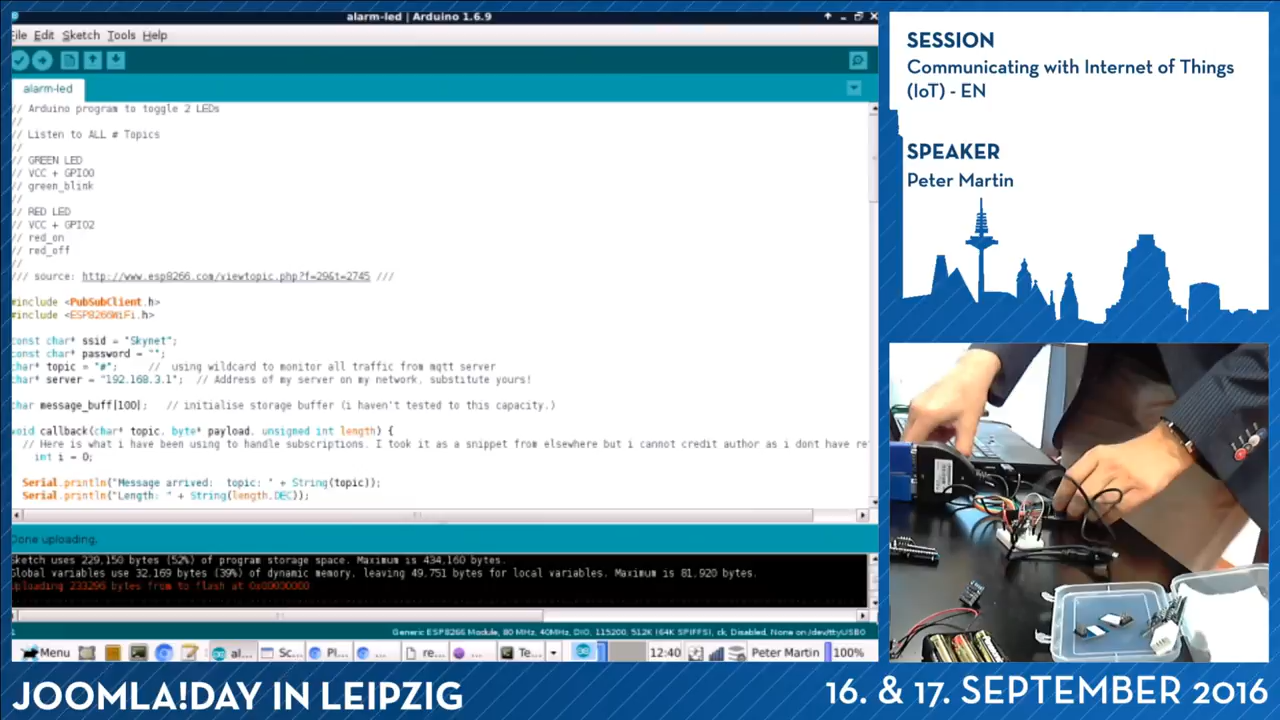 alarm-led | Arduino 1.6.9
ile Edit Sketch Tools Help
alarm-led
// Arduino program to toggle 2 LEDs
//
// Listen to ALL # Topics
//
// GREEN LED
// VCC + GPIO0
// green_blink
//
// RED LED
// VCC + GPIO2
// red_on
// red_off
//
/// source: http://www.esp8266.com/viewtopic.php?f=29&t=2745 ///
#include <PubSubClient.h>
#include <ESP8266WiFi.h>
const char* ssid = "Skynet";
const char* password = "";
char* topic = "#"; // using wildcard to monitor all traffic from mqtt server
char* server = "192.168.3.1"; // Address of my server on my network, substitute yours!
char message_buff[100]; // initialise storage buffer (i haven't tested to this capacity.)
void callback(char* topic, byte* payload, unsigned int length) {
// Here is what i have been using to handle subscriptions. I took it as a snippet from elsewhere but i cannot credit author as i dont have re
int i = 0;
Serial.println("Message arrived: topic: " + String(topic));
Serial.println("Length: " + String(length,DEC));
Done uploading.
Sketch uses 229,150 bytes (52%) of program storage space. Maximum is 434,160 bytes.
Global variables use 32,169 bytes (39%) of dynamic memory, leaving 49,751 bytes for local variables. Maximum is 81,920 bytes.
Uploading 233296 bytes from to flash at 0x00000000
Generic ESP8266 Module, 80 MHz, 40MHz, DIO, 115200, 512K (64K SPIFFS), ck, Disabled, None on /dev/ttyUSB0
Menu al... Sc... Pl... ... re... ... Te... 12:40 Peter Martin 100%
SESSION
Communicating with Internet of Things
(IoT) - EN
SPEAKER
Peter Martin
JOOMLA!DAY IN LEIPZIG
16. & 17. SEPTEMBER 2016